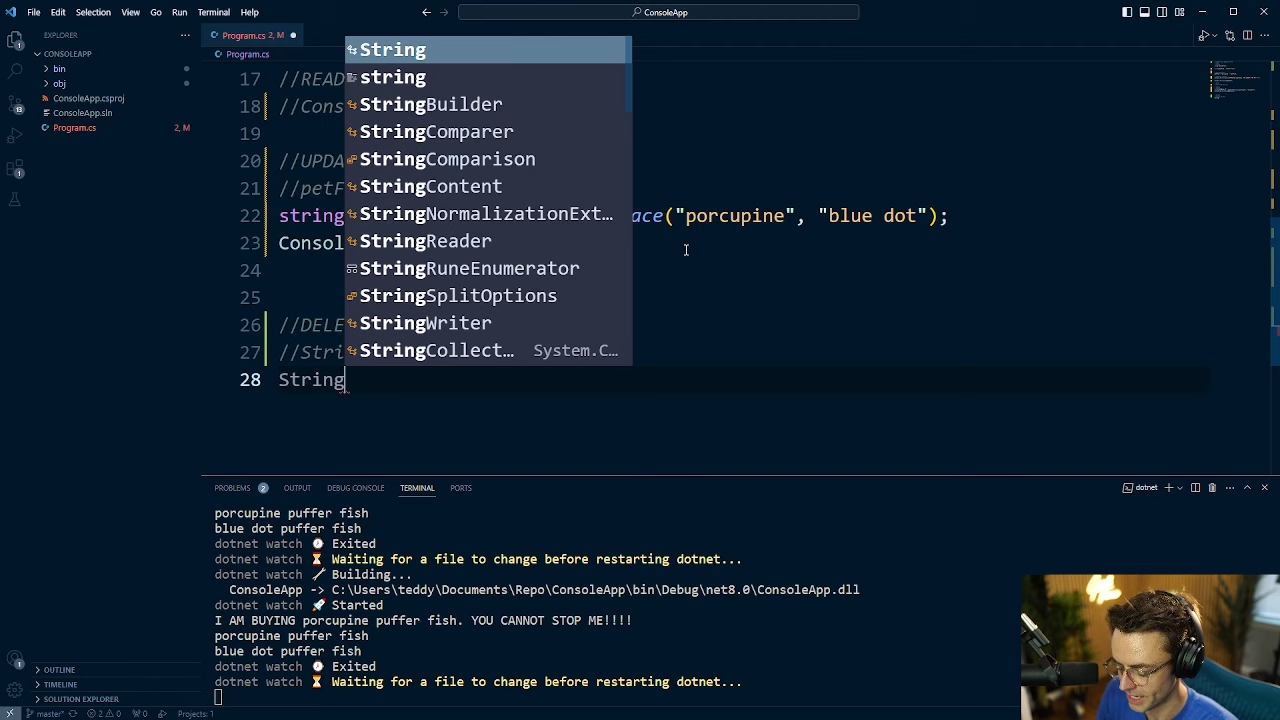 File Edit Selection View Go Run Terminal Help
ConsoleApp
EXPLORER
Program.cs 2, M
CONSOLEAPP
Program.cs
bin
obj
ConsoleApp.csproj
ConsoleApp.sln
Program.cs 2, M
17 //READ
18 //Cons
19
20 //UPDA
21 //petF
22 string ace("porcupine", "blue dot");
23 Consol
24
25
26 //DELE
27 //Stri
28 String
String
string
StringBuilder
StringComparer
StringComparison
StringContent
StringNormalizationExt...
StringReader
StringRuneEnumerator
StringSplitOptions
StringWriter
StringCollect... System.C...
PROBLEMS 2 OUTPUT DEBUG CONSOLE TERMINAL PORTS
dotnet
porcupine puffer fish
blue dot puffer fish
dotnet watch ⌚ Exited
dotnet watch ⏳ Waiting for a file to change before restarting dotnet...
dotnet watch 🔧 Building...
ConsoleApp -> C:\Users\teddy\Documents\Repo\ConsoleApp\bin\Debug\net8.0\ConsoleApp.dll
dotnet watch 🚀 Started
I AM BUYING porcupine puffer fish. YOU CANNOT STOP ME!!!!
porcupine puffer fish
blue dot puffer fish
dotnet watch ⌚ Exited
dotnet watch ⏳ Waiting for a file to change before restarting dotnet...
OUTLINE
TIMELINE
SOLUTION EXPLORER
master* 2 0 0 Projects: 1